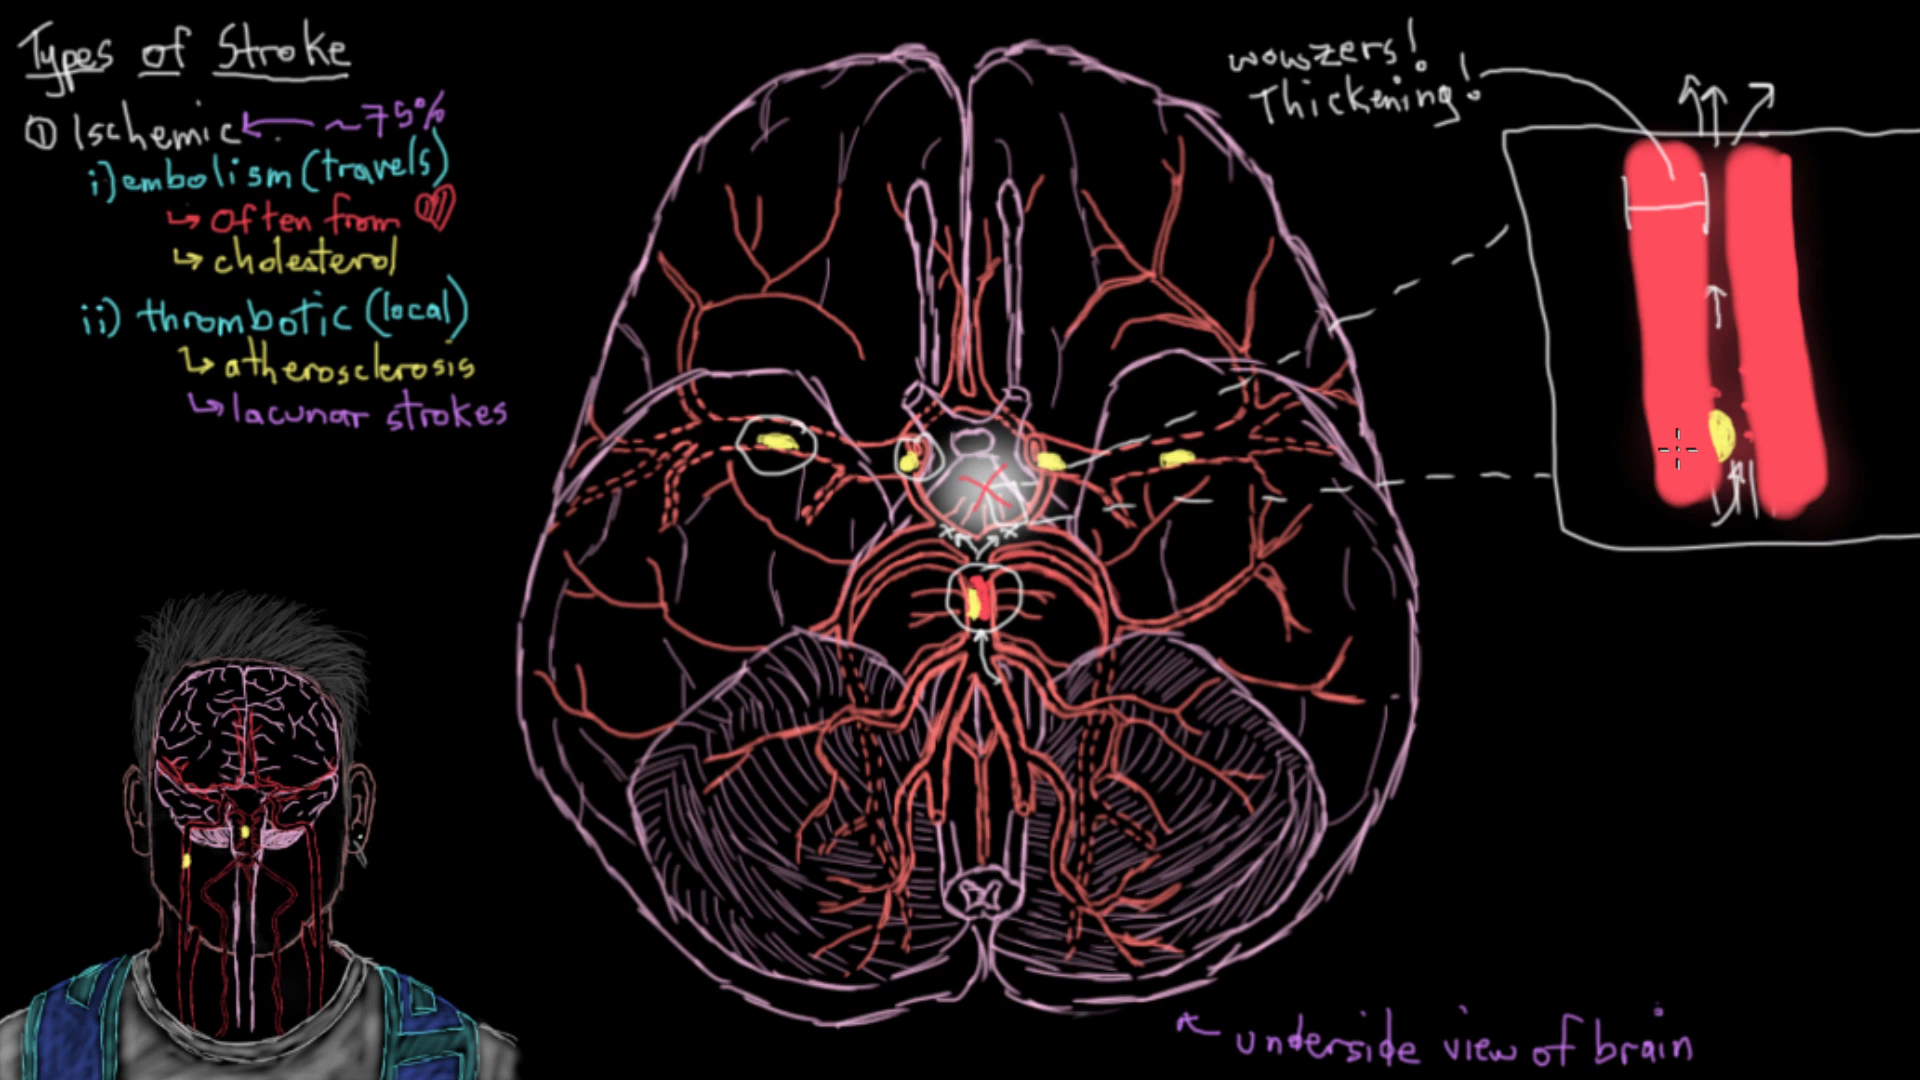 Types of Stroke
① Ischemic ← ~75%
i) embolism (travels)
↳ Often from ♥
↳ cholesterol
ii) thrombotic (local)
↳ atherosclerosis
↳ lacunar strokes
wowzers!
Thickening!
underside view of brain